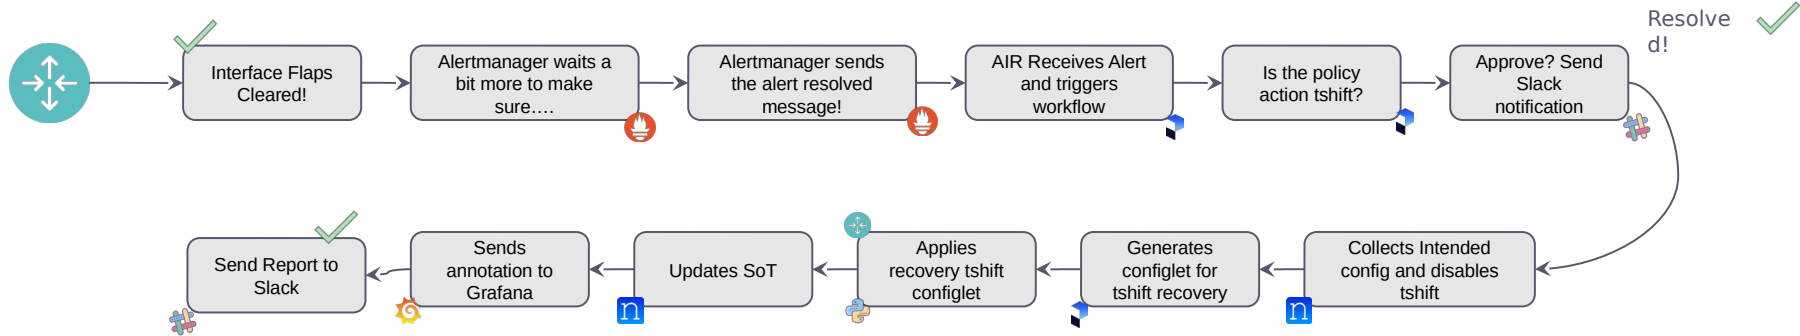 Resolve
d!
Interface Flaps
Cleared!
Alertmanager waits a
bit more to make
sure....
Alertmanager sends
the alert resolved
message!
AIR Receives Alert
and triggers
workflow
Is the policy
action tshift?
Approve? Send
Slack
notification
Send Report to
Slack
Sends
annotation to
Grafana
Updates SoT
Applies
recovery tshift
configlet
Generates
configlet for
tshift recovery
Collects Intended
config and disables
tshift
n
n